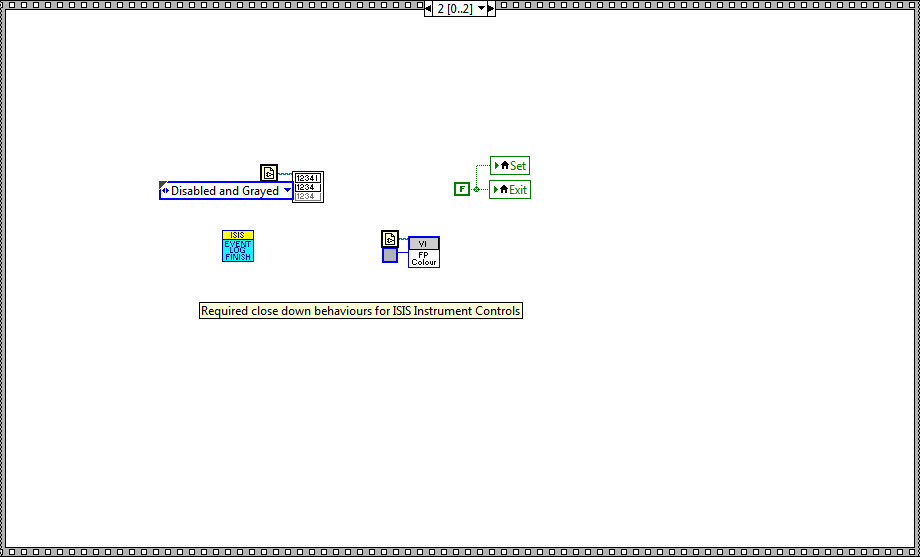 2 [0..2]
Set
1234
Disabled and Grayed
1234
F
Exit
1234
ISIS
EVENT
LOG
FINISH
VI
FP
Colour
Required close down behaviours for ISIS Instrument Controls